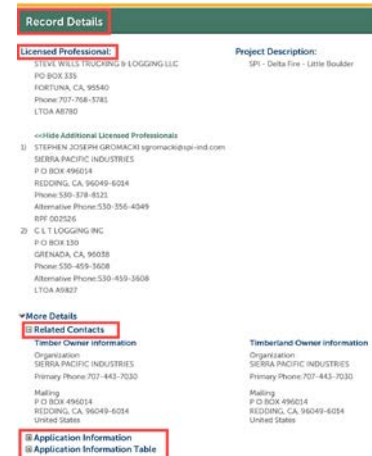 Record Details
Licensed Professional:
STEVE WILLS TRUCKING & LOGGING LLC
PO BOX 335
FORTUNA, CA, 95540
Phone:707-768-3781
LTOA A8780
<<Hide Additional Licensed Professionals
1) STEPHEN JOSEPH GROMACKI sgromacki@spi-ind.com
SIERRA PACIFIC INDUSTRIES
P O BOX 496014
REDDING, CA, 96049-6014
Phone:530-378-8121
Alternative Phone:530-356-4049
RPF 002526
2) C L T LOGGING INC
P O BOX 130
GRENADA, CA, 96038
Phone:530-459-3608
Alternative Phone:530-459-3608
LTOA A9827
Project Description:
SPI - Delta Fire - Little Boulder
More Details
Related Contacts
Timber Owner information
Organization
SIERRA PACIFIC INDUSTRIES
Primary Phone:707-443-7030
Mailing
P O BOX 496014
REDDING, CA, 96049-6014
United States
Timberland Owner information
Organization
SIERRA PACIFIC INDUSTRIES
Primary Phone:707-443-7030
Mailing
P O BOX 496014
REDDING, CA, 96049-6014
United States
Application Information
Application Information Table